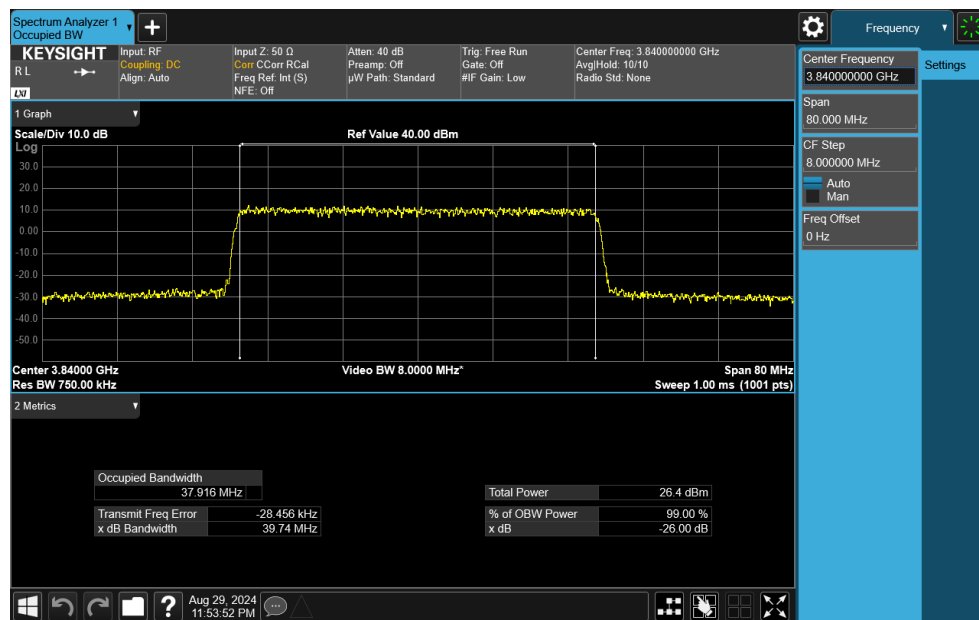 Spectrum Analyzer 1
Occupied BW
Frequency
KEYSIGHT
R L
LXI
Input: RF
Coupling: DC
Align: Auto
Input Z: 50 Ω
Corr CCorr RCal
Freq Ref: Int (S)
NFE: Off
Atten: 40 dB
Preamp: Off
µW Path: Standard
Trig: Free Run
Gate: Off
#IF Gain: Low
Center Freq: 3.840000000 GHz
Avg|Hold: 10/10
Radio Std: None
Center Frequency
3.840000000 GHz
Settings
Span
80.000 MHz
CF Step
8.000000 MHz
Auto
Man
Freq Offset
0 Hz
1 Graph
Scale/Div 10.0 dB
Ref Value 40.00 dBm
Log
30.0
20.0
10.0
0.00
-10.0
-20.0
-30.0
-40.0
-50.0
Center 3.84000 GHz
Video BW 8.0000 MHz*
Span 80 MHz
Res BW 750.00 kHz
Sweep 1.00 ms (1001 pts)
2 Metrics
Occupied Bandwidth
37.916 MHz
Total Power 26.4 dBm
Transmit Freq Error -28.456 kHz
% of OBW Power 99.00 %
x dB Bandwidth 39.74 MHz
x dB -26.00 dB
?
Aug 29, 2024
11:53:52 PM